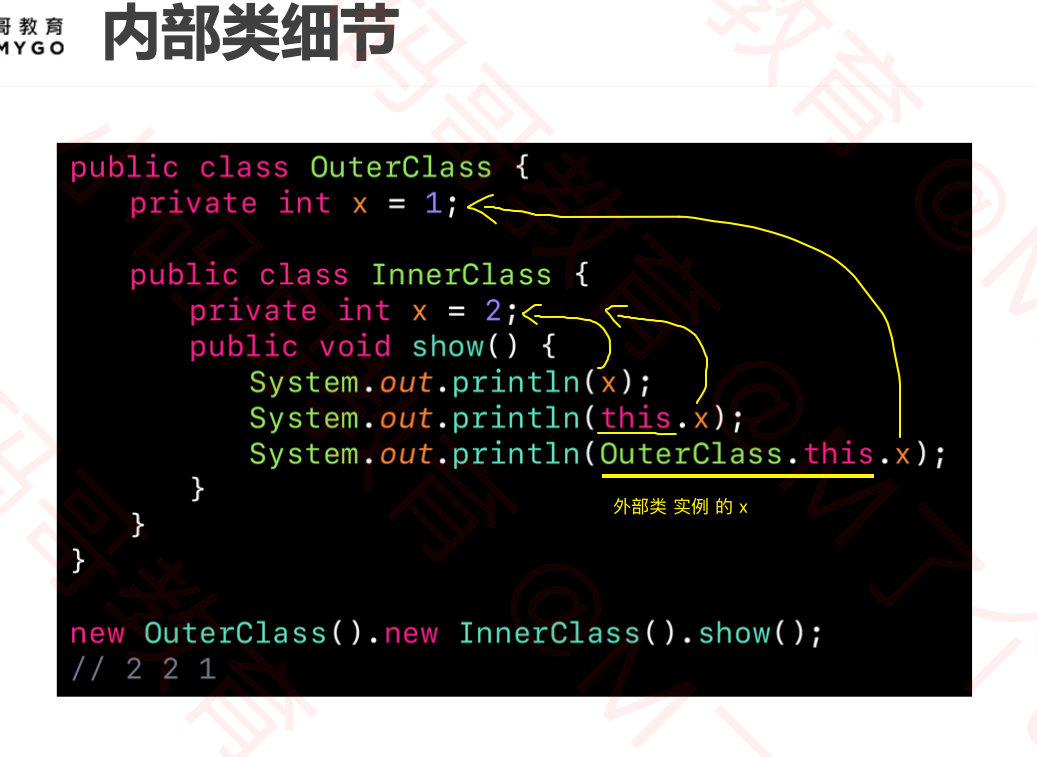 哥教育
MYGO
内部类细节
public class OuterClass {
private int x = 1;
public class InnerClass {
private int x = 2;
public void show() {
System.out.println(x);
System.out.println(this.x);
System.out.println(OuterClass.this.x);
外部类 实例 的 x
}
}
}
new OuterClass().new InnerClass().show();
// 2 2 1